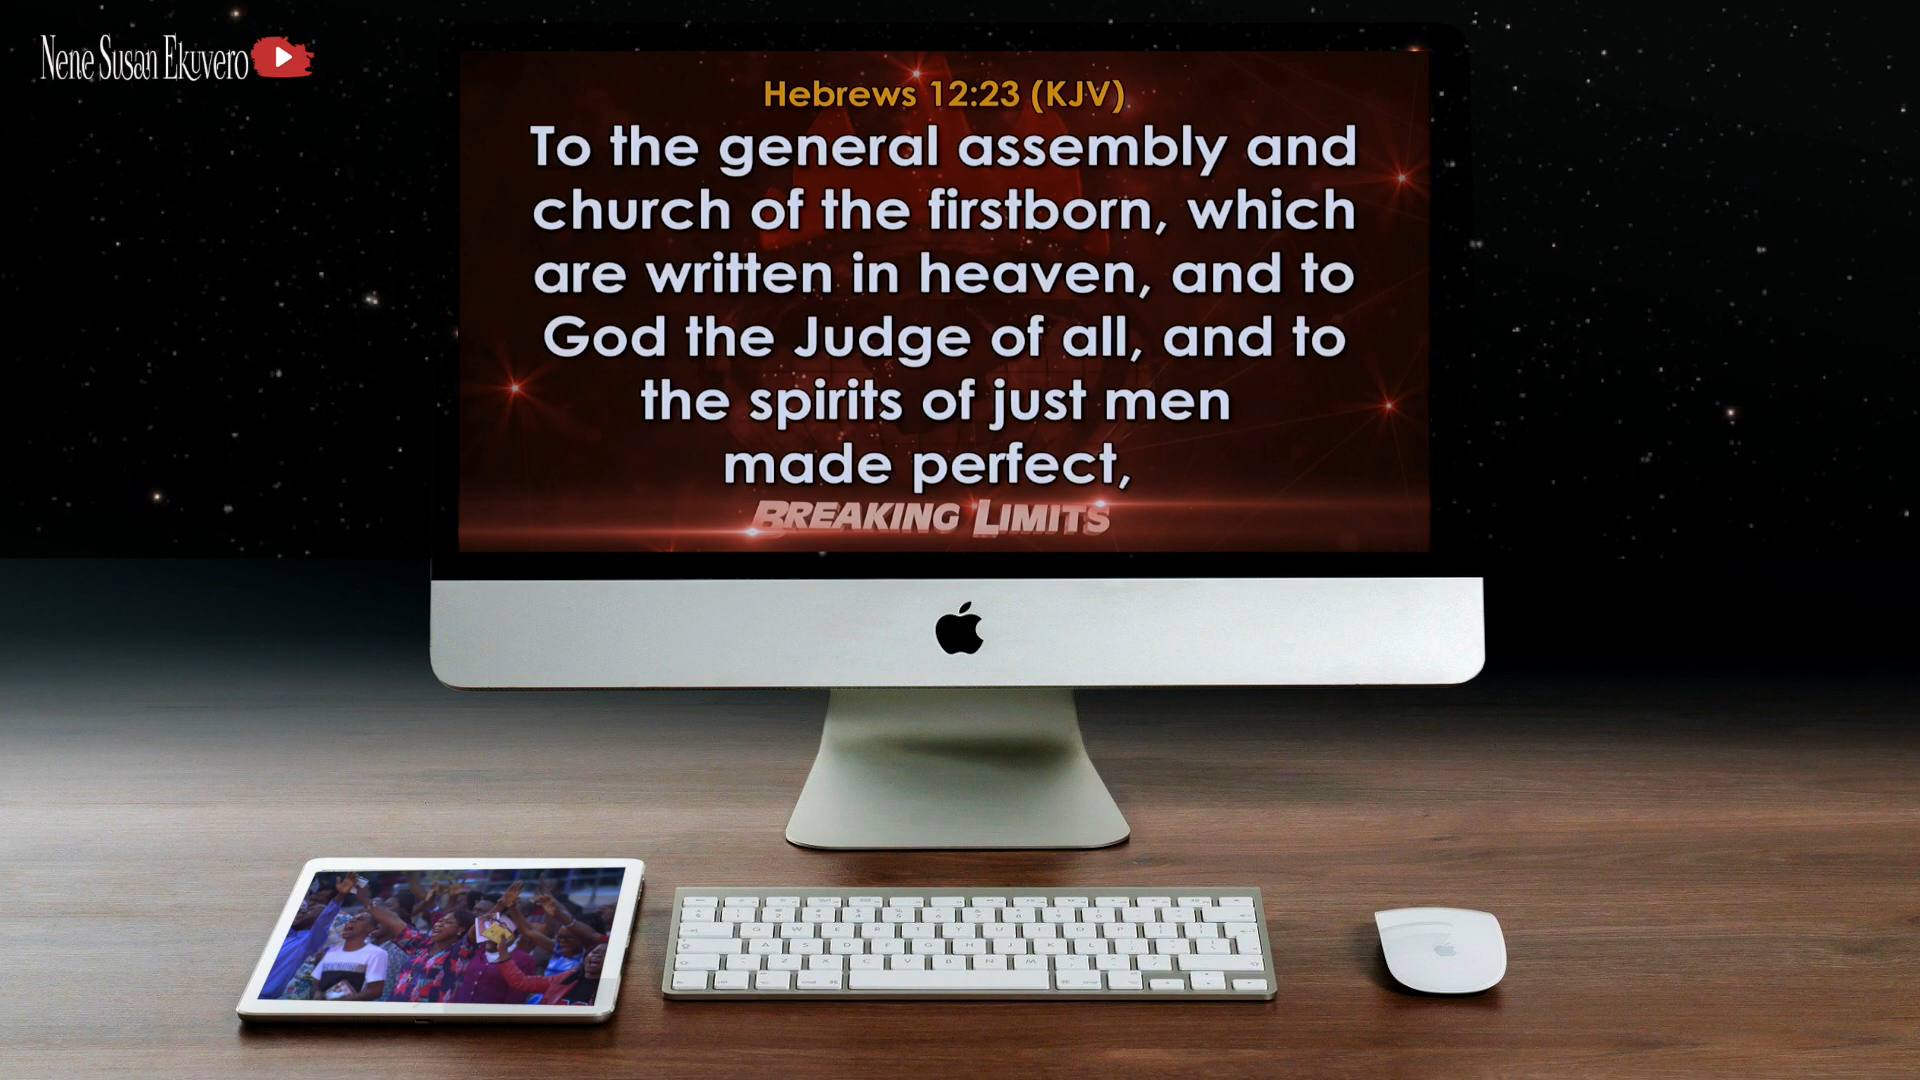 Nene Susan Ekuvero
Hebrews 12:23 (KJV)
To the general assembly and
church of the firstborn, which
are written in heaven, and to
God the Judge of all, and to
the spirits of just men
made perfect,
BREAKING LIMITS
Q W E R T Y U I O P
A S D F G H J K L
Z X C V B N M